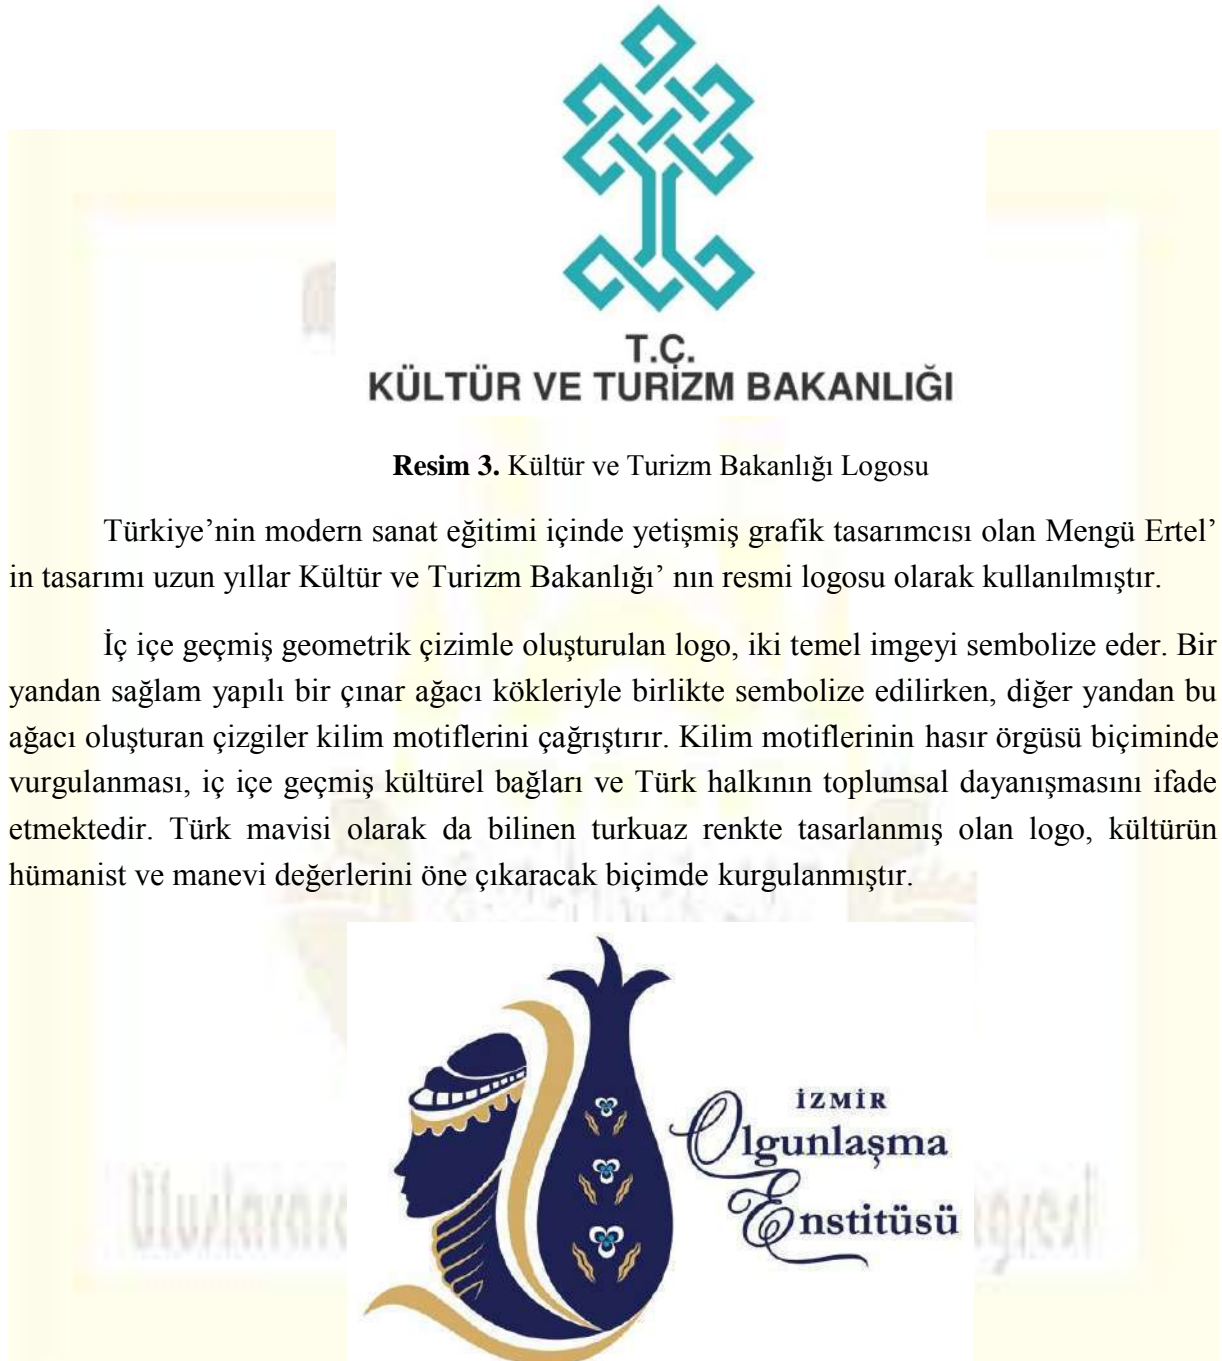 T.C.
KÜLTÜR VE TURİZM BAKANLIĞI
Resim 3. Kültür ve Turizm Bakanlığı Logosu
Türkiye’nin modern sanat eğitimi içinde yetişmiş grafik tasarımcısı olan Mengü Ertel’
in tasarımı uzun yıllar Kültür ve Turizm Bakanlığı’ nın resmi logosu olarak kullanılmıştır.
İç içe geçmiş geometrik çizimle oluşturulan logo, iki temel imgeyi sembolize eder. Bir
yandan sağlam yapılı bir çınar ağacı kökleriyle birlikte sembolize edilirken, diğer yandan bu
ağacı oluşturan çizgiler kilim motiflerini çağrıştırır. Kilim motiflerinin hasır örgüsü biçiminde
vurgulanması, iç içe geçmiş kültürel bağları ve Türk halkının toplumsal dayanışmasını ifade
etmektedir. Türk mavisi olarak da bilinen turkuaz renkte tasarlanmış olan logo, kültürün
hümanist ve manevi değerlerini öne çıkaracak biçimde kurgulanmıştır.
İZMİR
Olgunlaşma
Enstitüsü